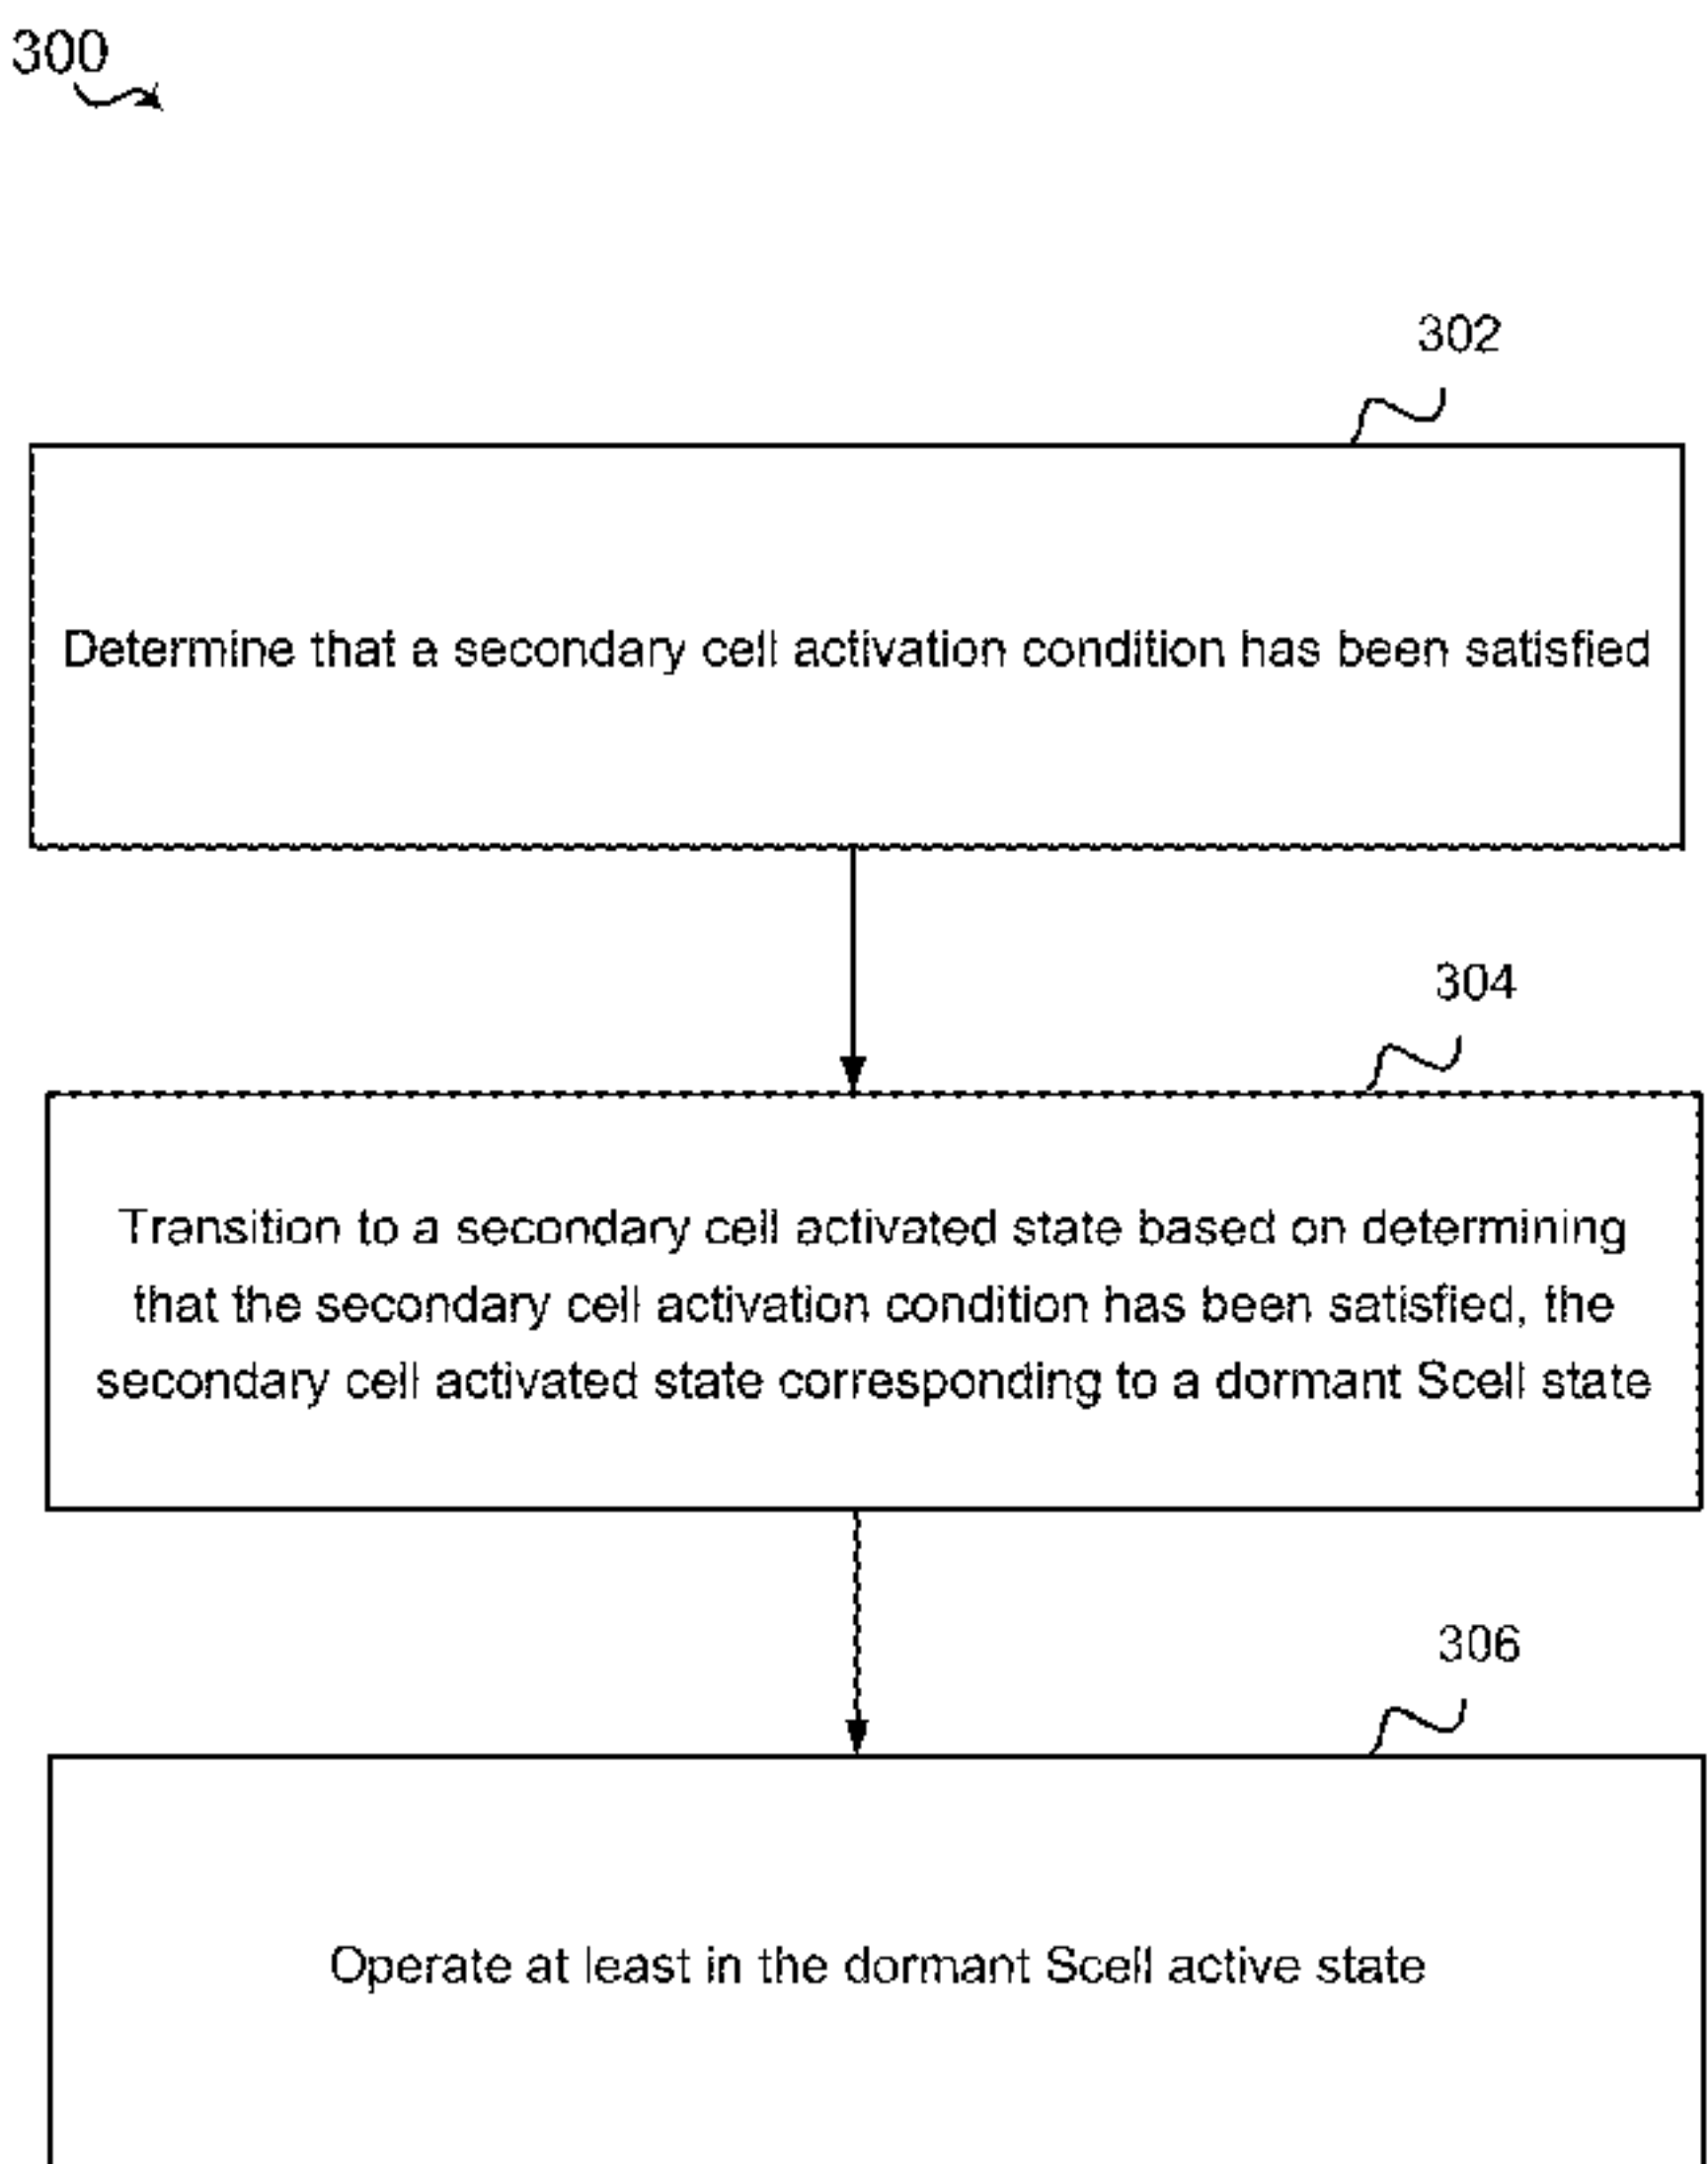 300
302
Determine that a secondary cell activation condition has been satisfied
304
Transition to a secondary cell activated state based on determining
that the secondary cell activation condition has been satisfied, the
secondary cell activated state corresponding to a dormant Scell state
306
Operate at least in the dormant Scell active state